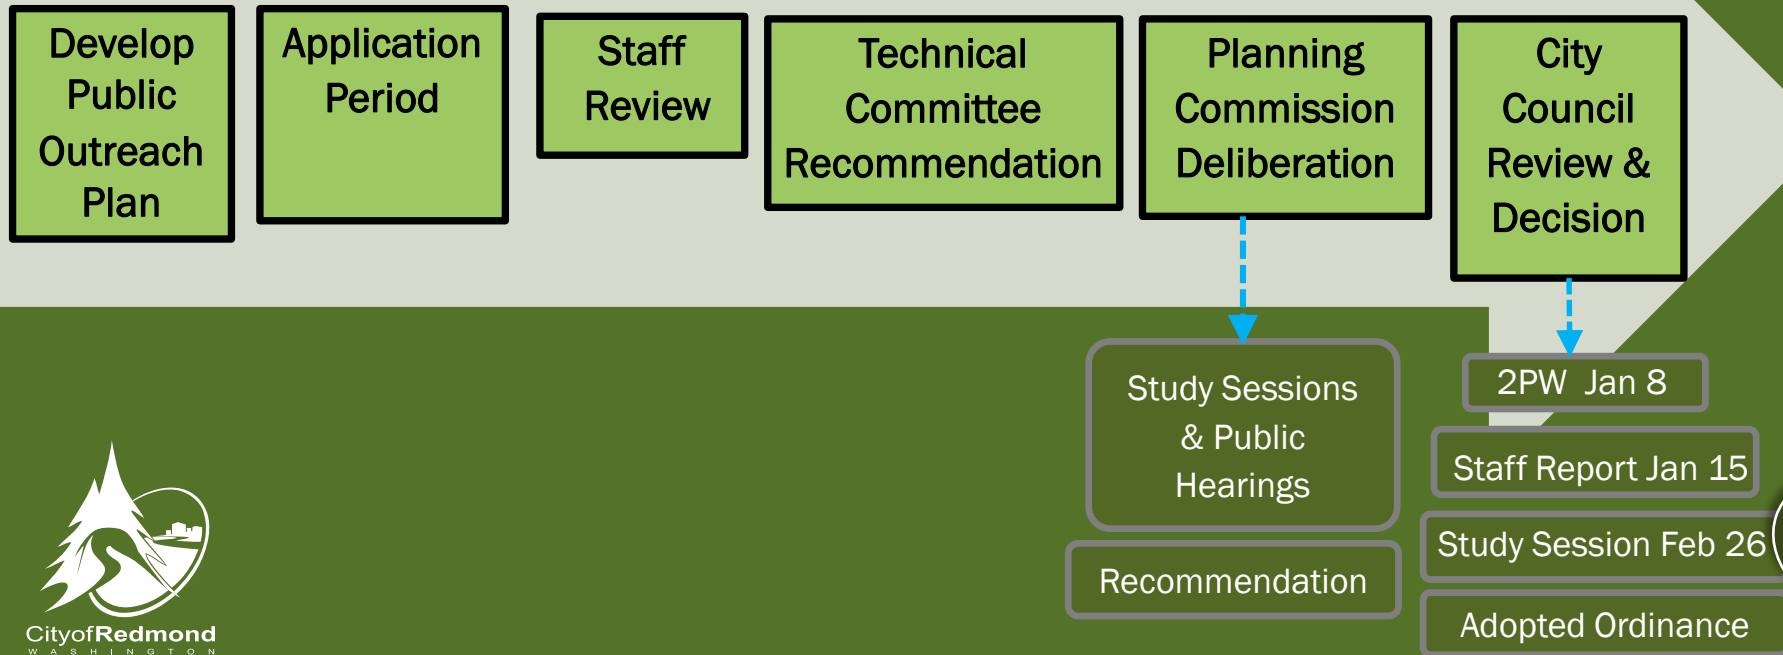 Develop
Public
Outreach
Plan
Application
Period
Staff
Review
Technical
Committee
Recommendation
Planning
Commission
Deliberation
City
Council
Review &
Decision
Study Sessions
& Public
Hearings
Recommendation
2PW Jan 8
Staff Report Jan 15
Study Session Feb 26
Adopted Ordinance
CityofRedmond
WASHINGTON